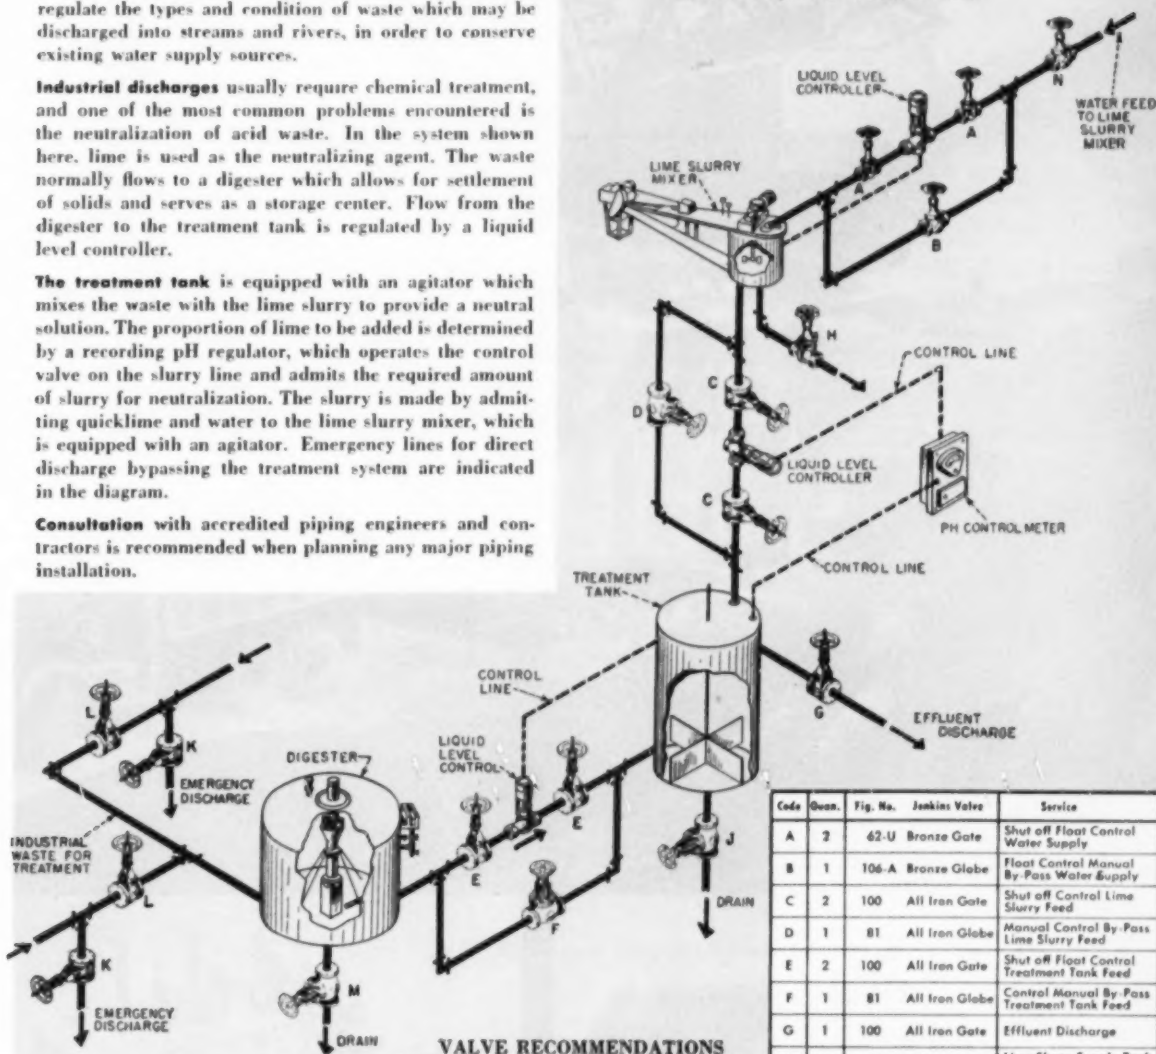 regulate the types and condition of waste which may be
discharged into streams and rivers, in order to conserve
existing water supply sources.
Industrial discharges usually require chemical treatment,
and one of the most common problems encountered is
the neutralization of acid waste. In the system shown
here, lime is used as the neutralizing agent. The waste
normally flows to a digester which allows for settlement
of solids and serves as a storage center. Flow from the
digester to the treatment tank is regulated by a liquid
level controller.
The treatment tank is equipped with an agitator which
mixes the waste with the lime slurry to provide a neutral
solution. The proportion of lime to be added is determined
by a recording pH regulator, which operates the control
valve on the slurry line and admits the required amount
of slurry for neutralization. The slurry is made by admit-
ting quicklime and water to the lime slurry mixer, which
is equipped with an agitator. Emergency lines for direct
discharge bypassing the treatment system are indicated
in the diagram.
Consultation with accredited piping engineers and con-
tractors is recommended when planning any major piping
installation.
N
LIQUID LEVEL
CONTROLLER
A
WATER FEED
TO LIME
SLURRY
MIXER
A
LIME SLURRY
MIXER
B
H
CONTROL LINE
C
D
LIQUID LEVEL
CONTROLLER
C
PH CONTROL METER
CONTROL LINE
TREATMENT
TANK
CONTROL
LINE
G
EFFLUENT
DISCHARGE
L
K
EMERGENCY
DISCHARGE
DIGESTER
LIQUID
LEVEL
CONTROL
E
E
J
DRAIN
INDUSTRIAL
WASTE FOR
TREATMENT
L
F
K
EMERGENCY
DISCHARGE
M
DRAIN
VALVE RECOMMENDATIONS
Code Quan. Fig. No. Jenkins Valve Service
A 2 62-U Bronze Gate Shut off Float Control
Water Supply
B 1 106-A Bronze Globe Float Control Manual
By-Pass Water Supply
C 2 100 All Iron Gate Shut off Control Lime
Slurry Feed
D 1 81 All Iron Globe Manual Control By-Pass
Lime Slurry Feed
E 2 100 All Iron Gate Shut off Float Control
Treatment Tank Feed
F 1 81 All Iron Globe Control Manual By-Pass
Treatment Tank Feed
G 1 100 All Iron Gate Effluent Discharge